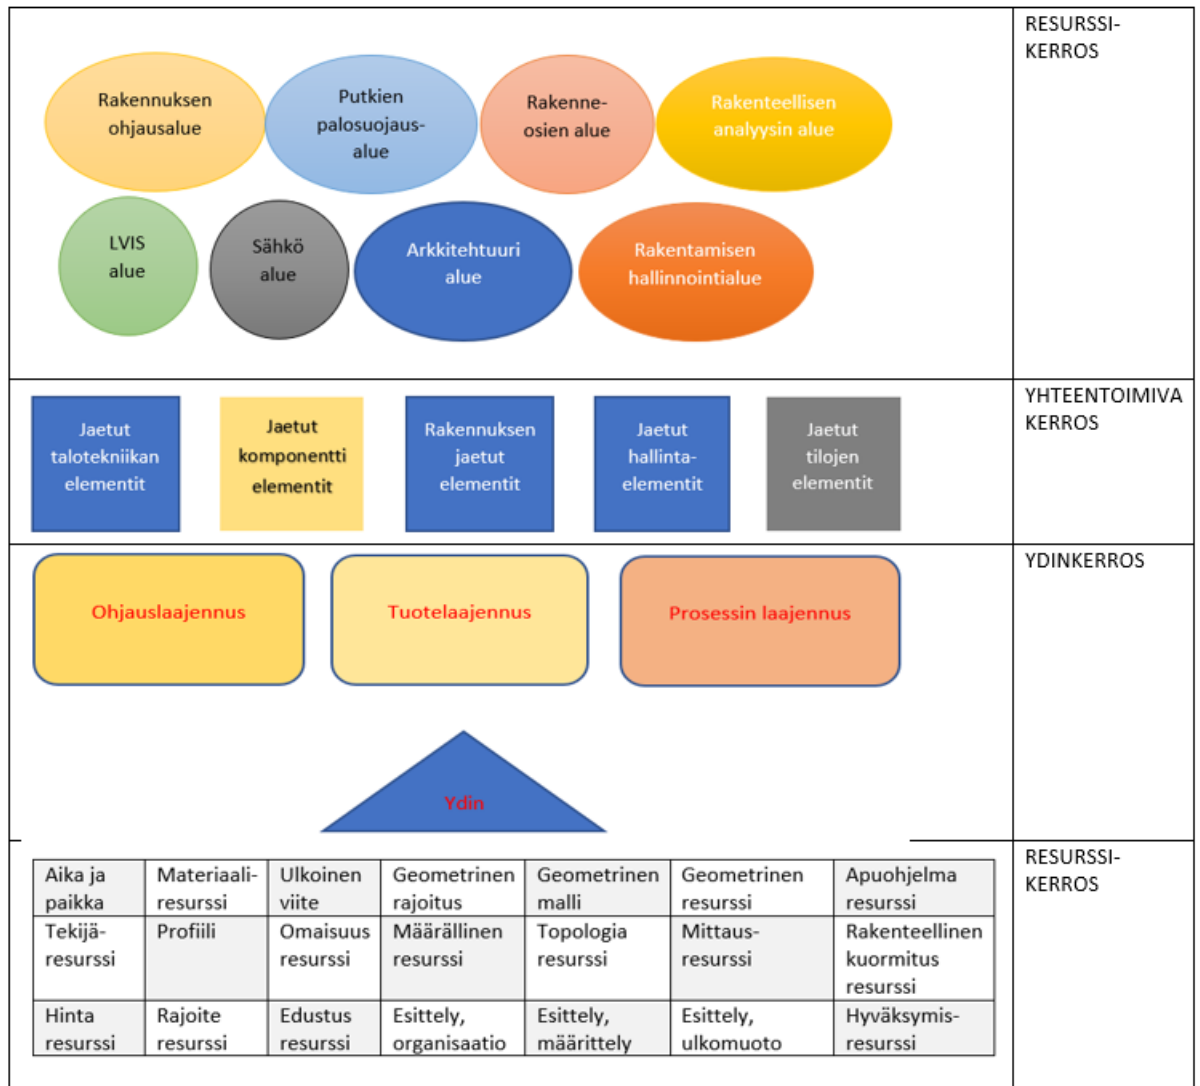 RESURSSI-
KERROS
Rakennuksen
ohjausalue
Putkien
palosuojaus-
alue
Rakenne-
osien alue
Rakenteellisen
analyysin alue
LVIS
alue
Sähkö
alue
Arkkitehtuuri
alue
Rakentamisen
hallinnointialue
YHTEENTOIMIVA
KERROS
Jaetut
talotekniikan
elementit
Jaetut
komponentti
elementit
Rakennuksen
jaetut
elementit
Jaetut
hallinta-
elementit
Jaetut
tilojen
elementit
YDINKERROS
Ohjauslaajennus
Tuotelaajennus
Prosessin laajennus
Ydin
RESURSSI-
KERROS
Aika ja
paikka
Materiaali-
resurssi
Ulkoinen
viite
Geometrinen
rajoitus
Geometrinen
malli
Geometrinen
resurssi
Apuohjelma
resurssi
Tekijä-
resurssi
Profiili
Omaisuus
resurssi
Määrällinen
resurssi
Topologia
resurssi
Mittaus-
resurssi
Rakenteellinen
kuormitus
resurssi
Hinta
resurssi
Rajoite
resurssi
Edustus
resurssi
Esittely,
organisaatio
Esittely,
määrittely
Esittely,
ulkomuoto
Hyväksymis-
resurssi